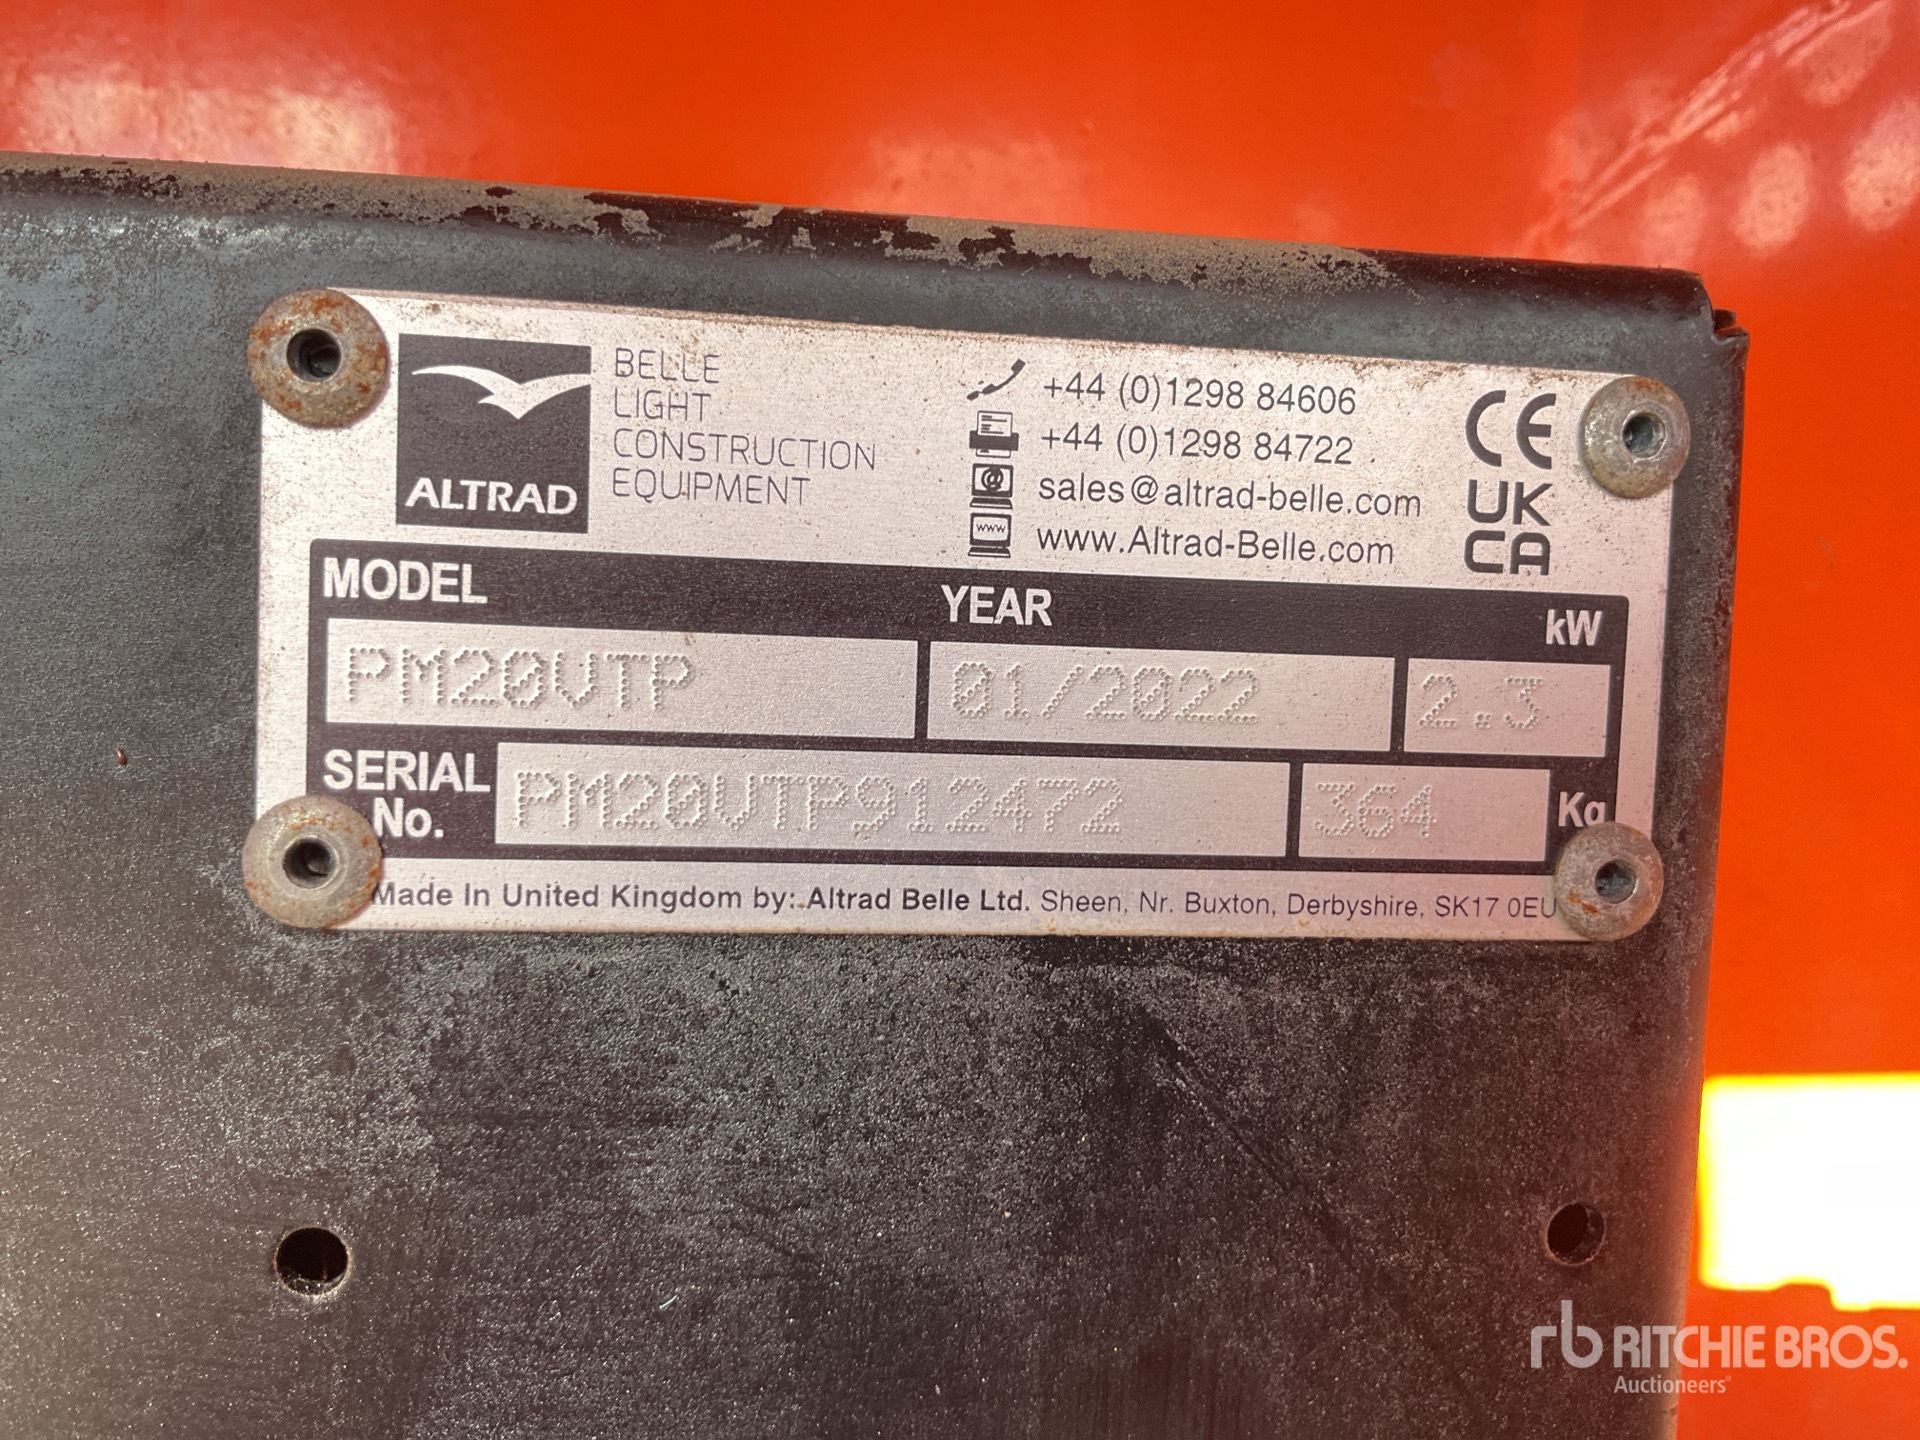 ALTRAD
BELLE
LIGHT
CONSTRUCTION
EQUIPMENT
+44 (0)1298 84606
+44 (0)1298 84722
@ sales@altrad-belle.com
www www.Altrad-Belle.com
CE
UK
CA
MODEL YEAR kW
PM20VTP 01/2022 2.3
SERIAL No. PM20VTP912472 364 Kg
Made In United Kingdom by: Altrad Belle Ltd. Sheen, Nr. Buxton, Derbyshire, SK17 0EU
rb RITCHIE BROS.
Auctioneers